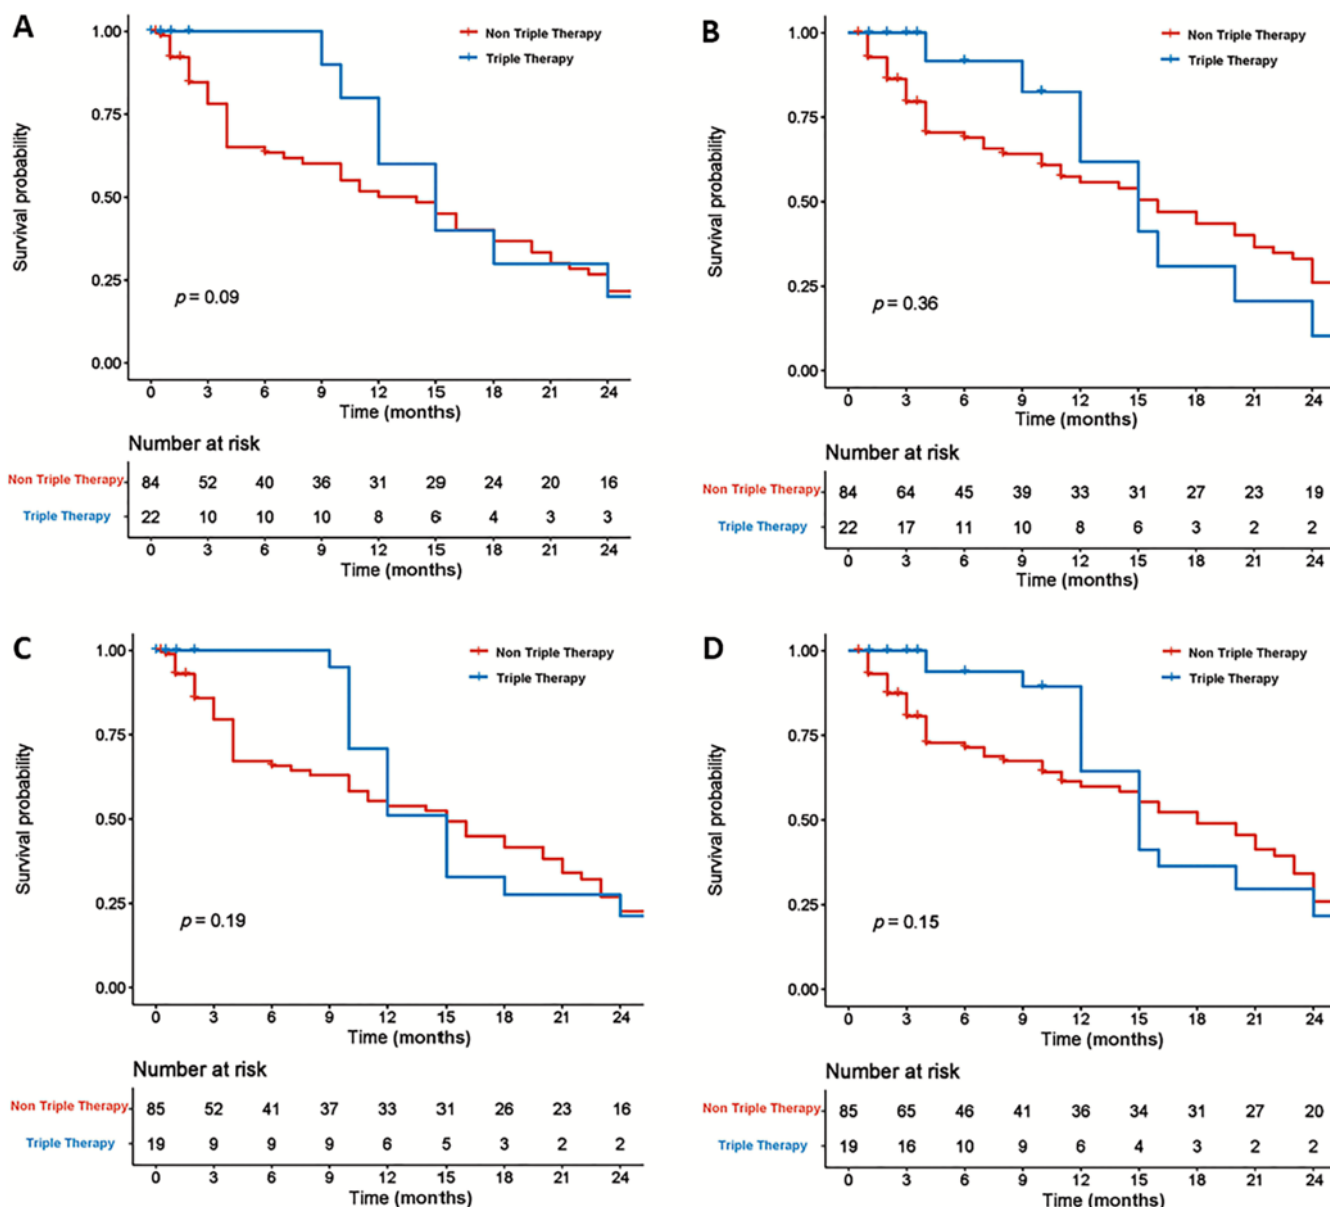 A
1.00
0.75
0.50
0.25
0.00
Survival probability
Non Triple Therapy
Triple Therapy
p = 0.09
0 3 6 9 12 15 18 21 24
Time (months)
Number at risk
Non Triple Therapy 84 52 40 36 31 29 24 20 16
Triple Therapy 22 10 10 10 8 6 4 3 3
0 3 6 9 12 15 18 21 24
Time (months)
B
1.00
0.75
0.50
0.25
0.00
Survival probability
Non Triple Therapy
Triple Therapy
p = 0.36
0 3 6 9 12 15 18 21 24
Time (months)
Number at risk
Non Triple Therapy 84 64 45 39 33 31 27 23 19
Triple Therapy 22 17 11 10 8 6 3 2 2
0 3 6 9 12 15 18 21 24
Time (months)
C
1.00
0.75
0.50
0.25
0.00
Survival probability
Non Triple Therapy
Triple Therapy
p = 0.19
0 3 6 9 12 15 18 21 24
Time (months)
Number at risk
Non Triple Therapy 85 52 41 37 33 31 26 23 16
Triple Therapy 19 9 9 9 6 5 3 2 2
0 3 6 9 12 15 18 21 24
Time (months)
D
1.00
0.75
0.50
0.25
0.00
Survival probability
Non Triple Therapy
Triple Therapy
p = 0.15
0 3 6 9 12 15 18 21 24
Time (months)
Number at risk
Non Triple Therapy 85 65 46 41 36 34 31 27 20
Triple Therapy 19 16 10 9 6 4 3 2 2
0 3 6 9 12 15 18 21 24
Time (months)